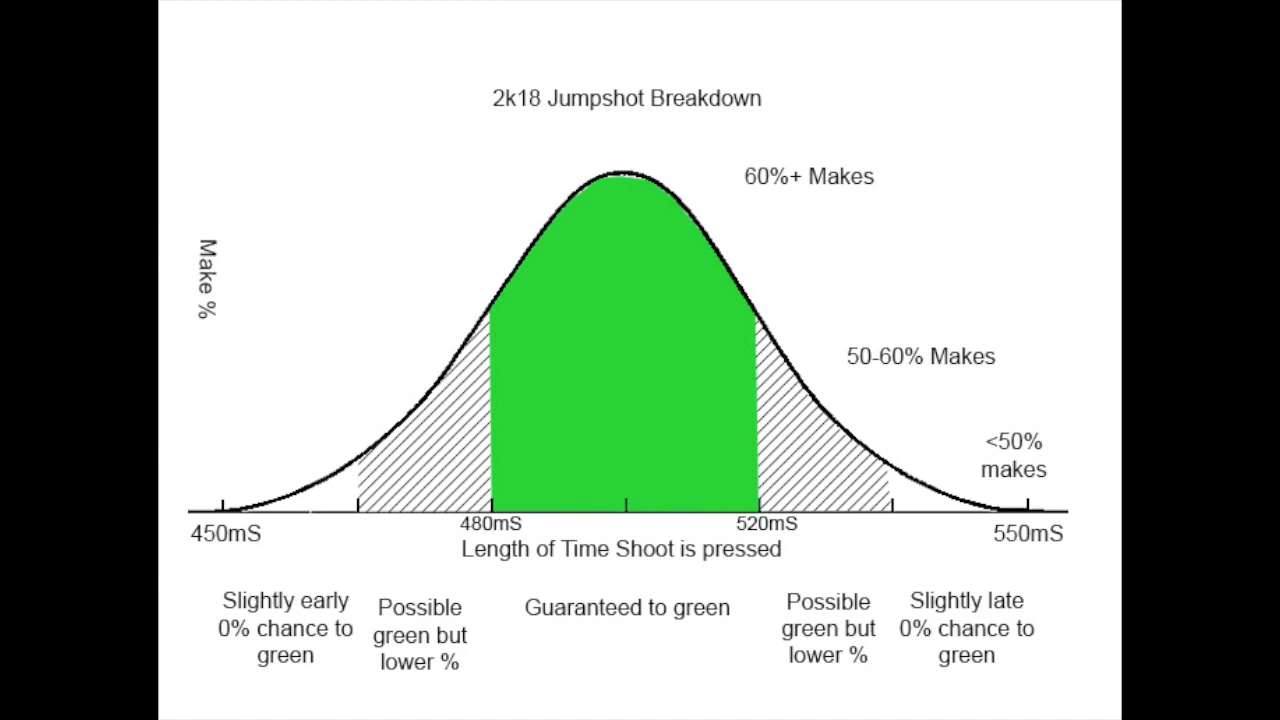 2k18 Jumpshot Breakdown
60%+ Makes
Make %
50-60% Makes
<50%
makes
450mS
480mS
520mS
550mS
Length of Time Shoot is pressed
Slightly early
0% chance to
green
Possible
green but
lower %
Guaranteed to green
Possible
green but
lower %
Slightly late
0% chance to
green